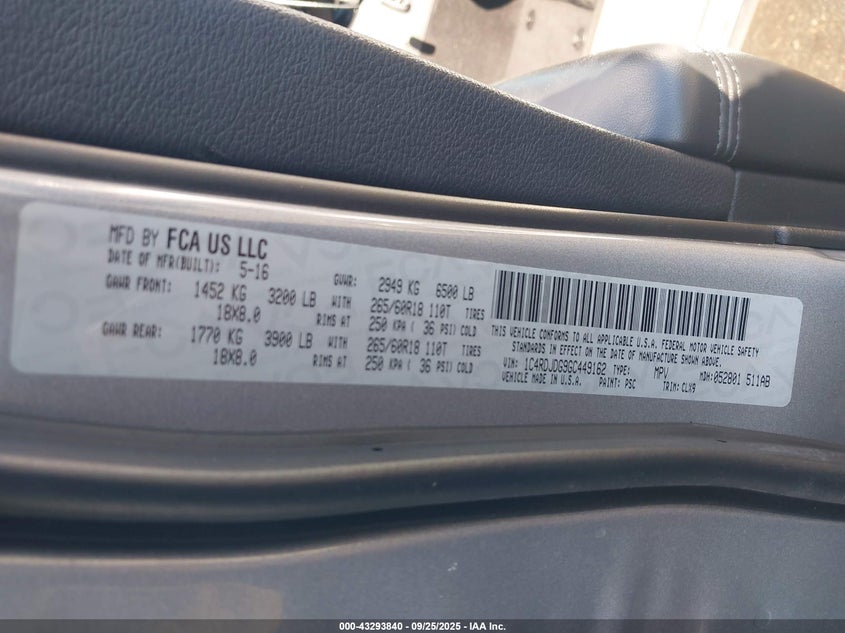 MFD BY FCA US LLC
DATE OF MFR(BUILT): 5-16
GVWR: 2949 KG 6500 LB
GAWR FRONT: 1452 KG 3200 LB WITH 265/60R18 110T TIRES
18X8.0 RIMS AT 250 KPA ( 36 PSI) COLD
GAWR REAR: 1770 KG 3900 LB WITH 265/60R18 110T TIRES
18X8.0 RIMS AT 250 KPA ( 36 PSI) COLD
THIS VEHICLE CONFORMS TO ALL APPLICABLE U.S.A. FEDERAL MOTOR VEHICLE SAFETY
STANDARDS IN EFFECT ON THE DATE OF MANUFACTURE SHOWN ABOVE.
VIN: 1C4RDJDG9GC449162 TYPE: MPV MDH: 052801 511AB
VEHICLE MADE IN U.S.A. PAINT: PSC TRIM: CLX9
000-43293840 - 09/25/2025 - IAA Inc.